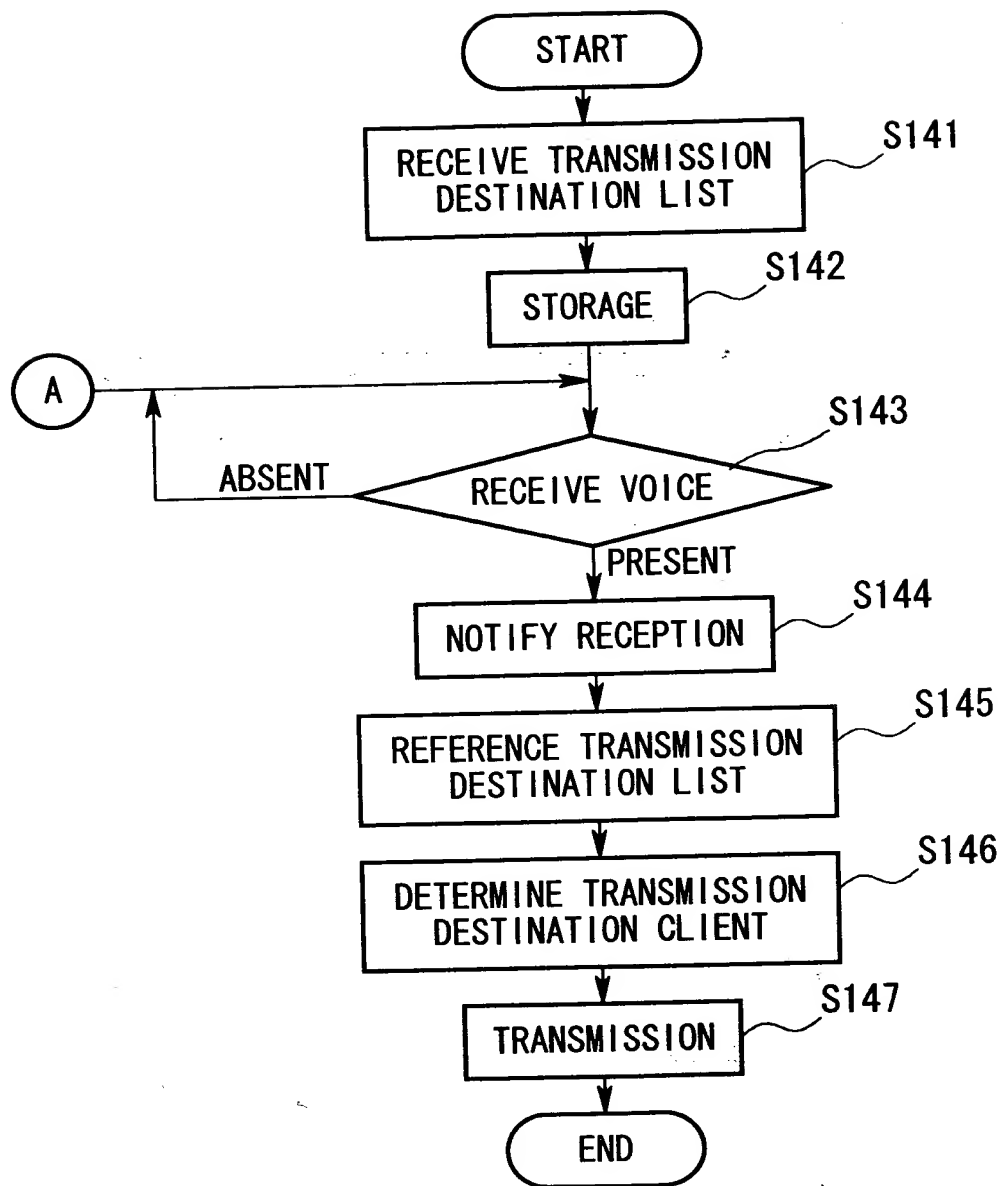 START
RECEIVE TRANSMISSION
DESTINATION LIST
S141
STORAGE
S142
A
ABSENT
RECEIVE VOICE
S143
PRESENT
NOTIFY RECEPTION
S144
REFERENCE TRANSMISSION
DESTINATION LIST
S145
DETERMINE TRANSMISSION
DESTINATION CLIENT
S146
TRANSMISSION
S147
END